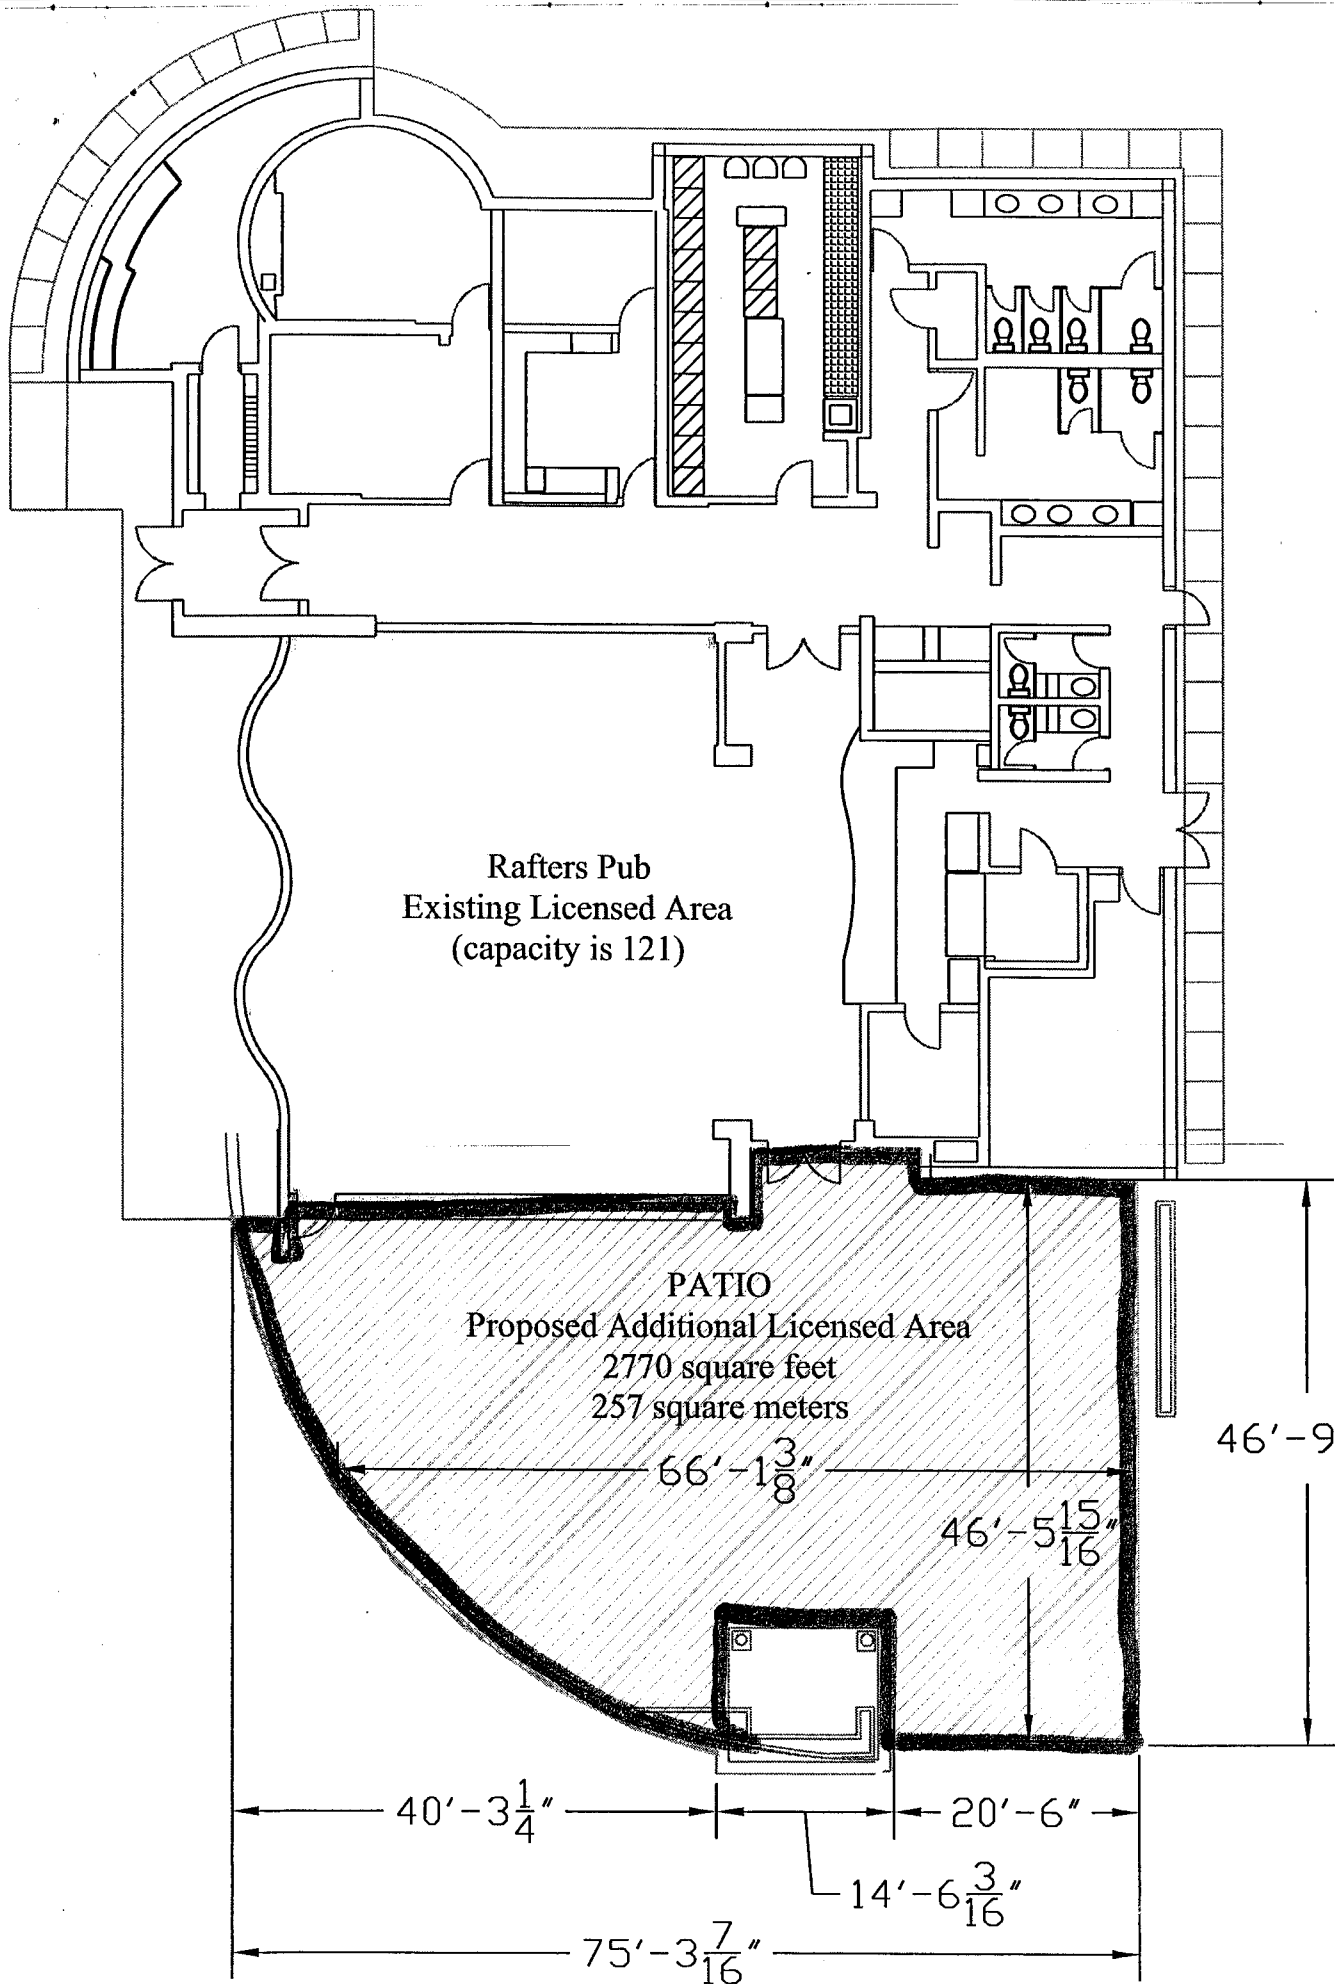 Rafters Pub
Existing Licensed Area
(capacity is 121)
PATIO
Proposed Additional Licensed Area
2770 square feet
257 square meters
66'-1 3/8"
46'-9
46'-5 15/16"
40'-3 1/4"
20'-6"
14'-6 3/16"
75'-3 7/16"